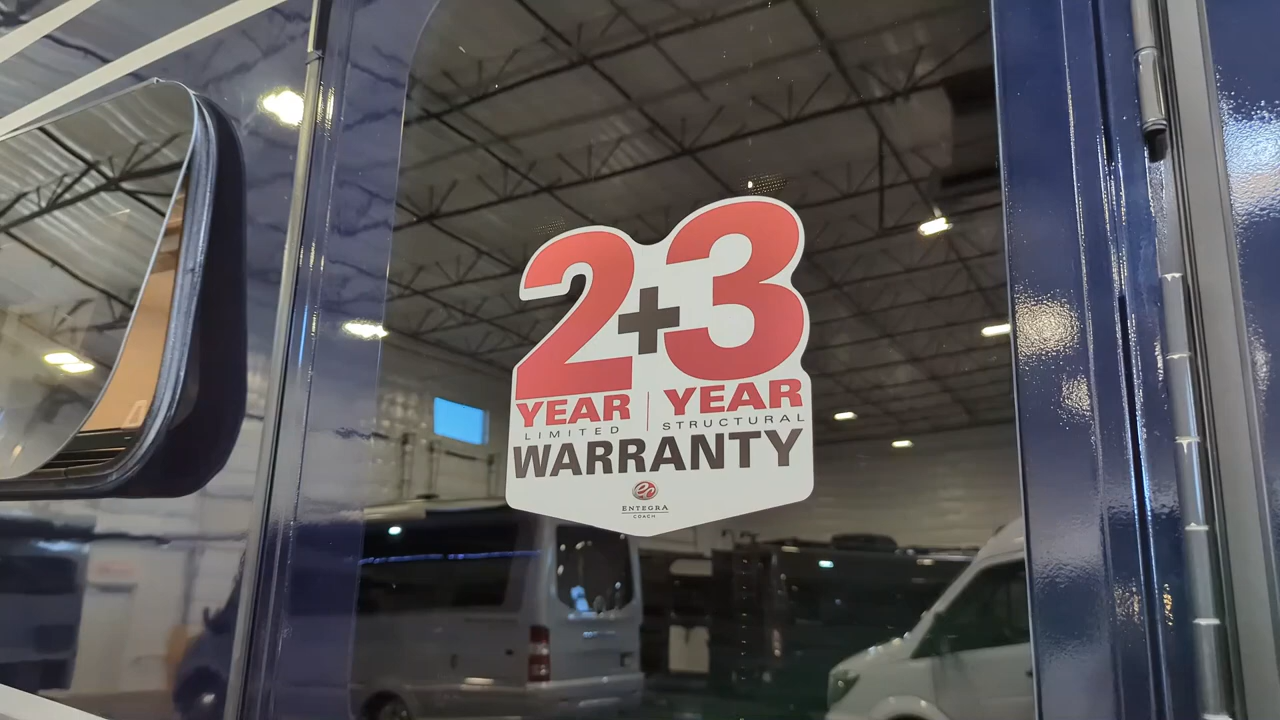 2+3
YEAR | YEAR
LIMITED STRUCTURAL
WARRANTY
ENTEGRA
COACH